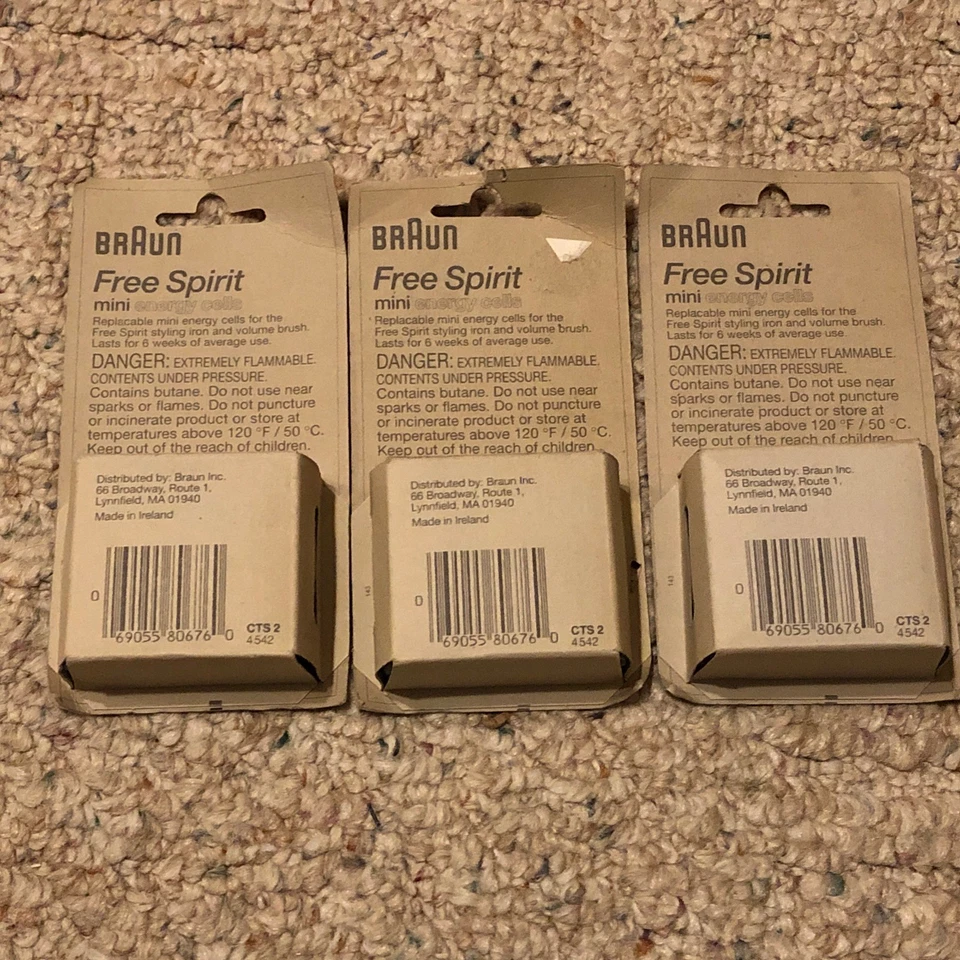 BRAUN
Free Spirit
mini energy cells
Replacable mini energy cells for the
Free Spirit styling iron and volume brush.
Lasts for 6 weeks of average use.
DANGER: EXTREMELY FLAMMABLE.
CONTENTS UNDER PRESSURE.
Contains butane. Do not use near
sparks or flames. Do not puncture
or incinerate product or store at
temperatures above 120 °F / 50 °C.
Keep out of the reach of children.
Distributed by: Braun Inc.
66 Broadway, Route 1,
Lynnfield, MA 01940
Made in Ireland
0 69055 80676 0
CTS 2
4542
BRAUN
Free Spirit
mini energy cells
Replacable mini energy cells for the
Free Spirit styling iron and volume brush.
Lasts for 6 weeks of average use.
DANGER: EXTREMELY FLAMMABLE.
CONTENTS UNDER PRESSURE.
Contains butane. Do not use near
sparks or flames. Do not puncture
or incinerate product or store at
temperatures above 120 °F / 50 °C.
Keep out of the reach of children.
Distributed by: Braun Inc.
66 Broadway, Route 1,
Lynnfield, MA 01940
Made in Ireland
0 69055 80676 0
CTS 2
4542
BRAUN
Free Spirit
mini energy cells
Replacable mini energy cells for the
Free Spirit styling iron and volume brush.
Lasts for 6 weeks of average use.
DANGER: EXTREMELY FLAMMABLE.
CONTENTS UNDER PRESSURE.
Contains butane. Do not use near
sparks or flames. Do not puncture
or incinerate product or store at
temperatures above 120 °F / 50 °C.
Keep out of the reach of children.
Distributed by: Braun Inc.
66 Broadway, Route 1,
Lynnfield, MA 01940
Made in Ireland
0 69055 80676 0
CTS 2
4542